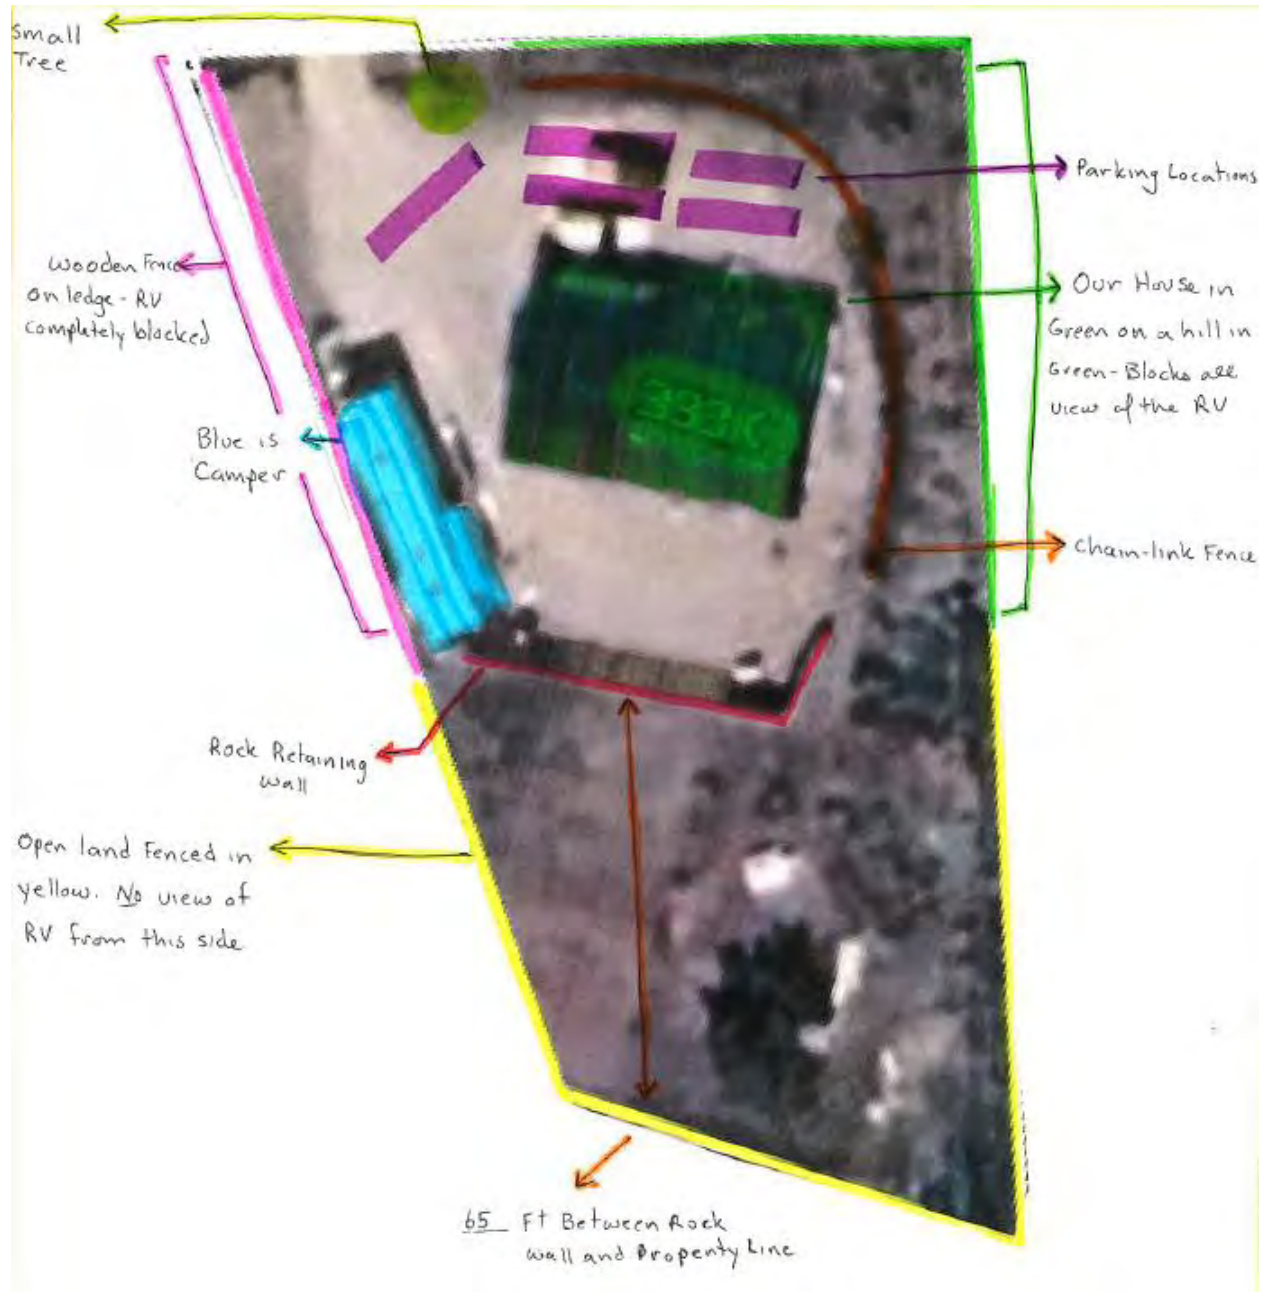 Small
Tree
Parking Locations
Wooden Fence
on ledge - RV
completely blocked
Our House in
Green on a hill in
Green - Blocks all
view of the RV
Blue is
Camper
Chain-link Fence
Rock Retaining
wall
Open land Fenced in
yellow. No view of
RV from this side
65 Ft Between Rock
wall and Property Line